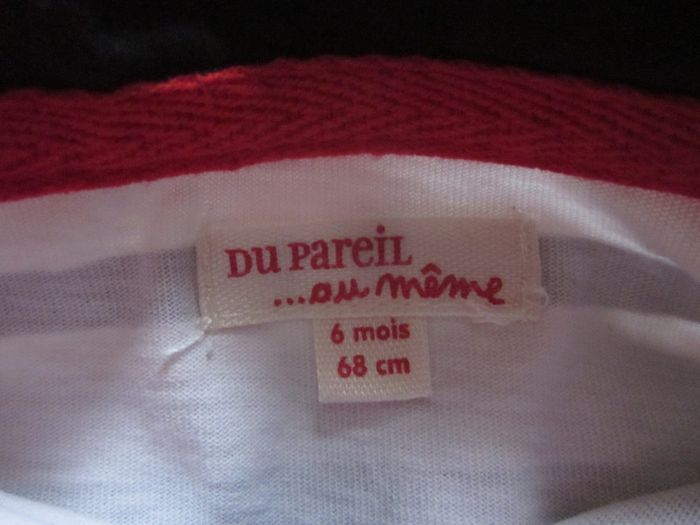 DU PAREIL
...au même
6 mois
68 cm